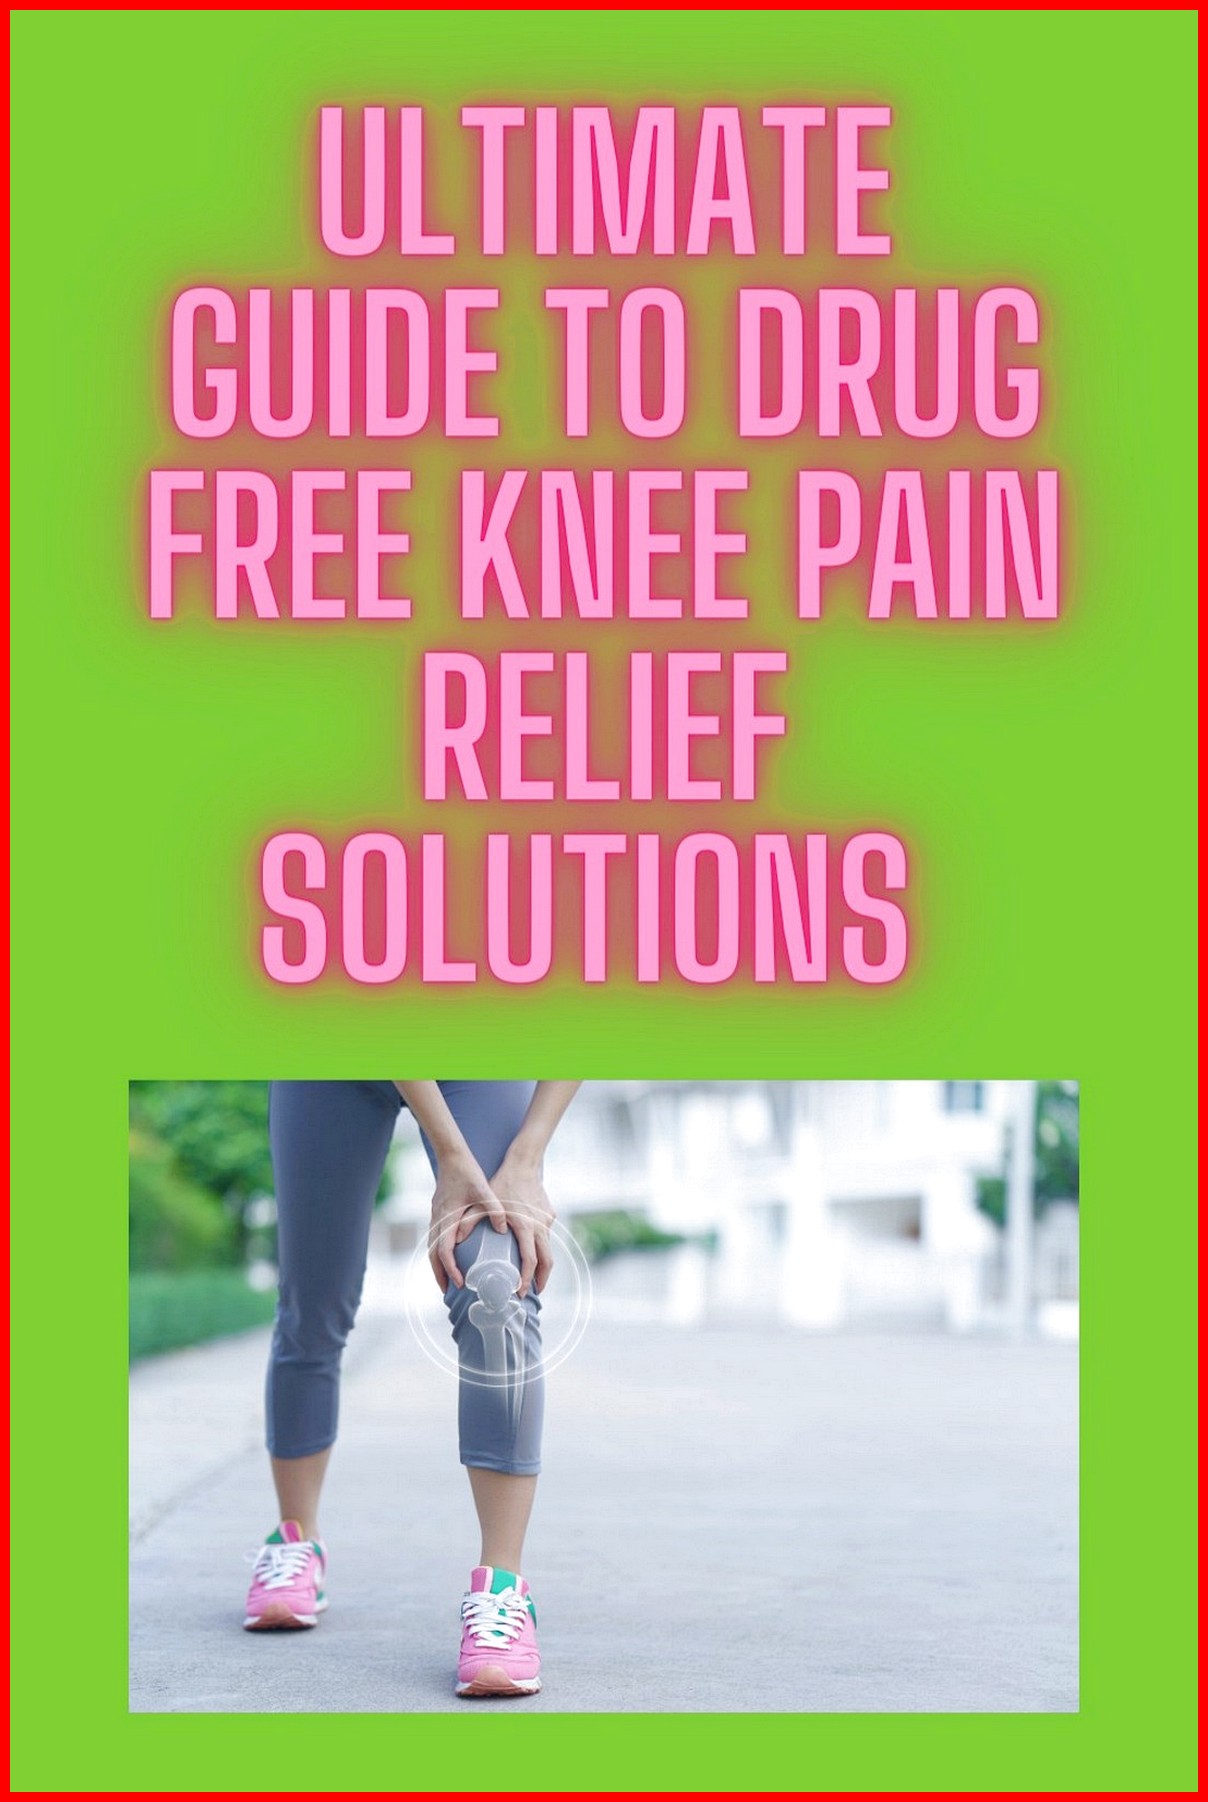 ULTIMATE
GUIDE TO DRUG
FREE KNEE PAIN
RELIEF
SOLUTIONS